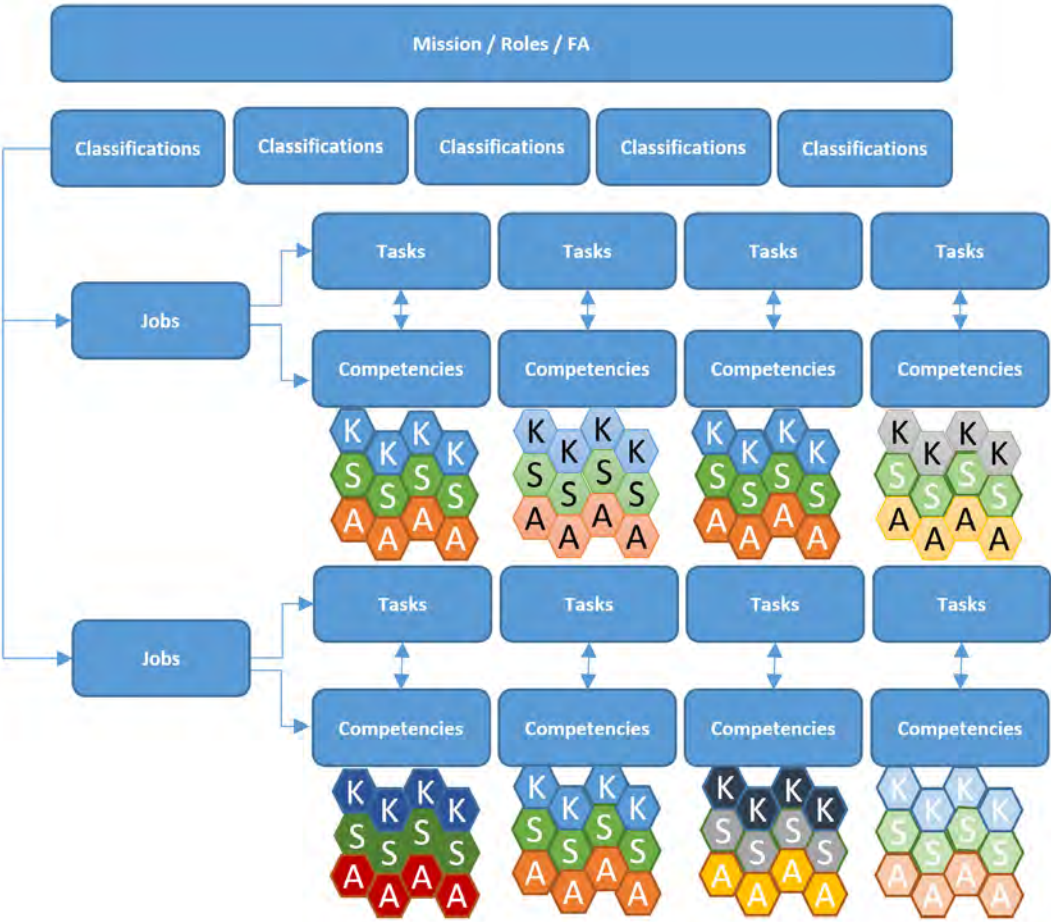 Mission / Roles / FA
Classifications Classifications Classifications Classifications Classifications
Tasks Tasks Tasks Tasks
Jobs
Competencies Competencies Competencies Competencies
K K K K K K K K K K K K K K K K
S S S S S S S S S S S S S S S S
A A A A A A A A A A A A A A A A
Tasks Tasks Tasks Tasks
Jobs
Competencies Competencies Competencies Competencies
K K K K K K K K K K K K K K K K
S S S S S S S S S S S S S S S S
A A A A A A A A A A A A A A A A